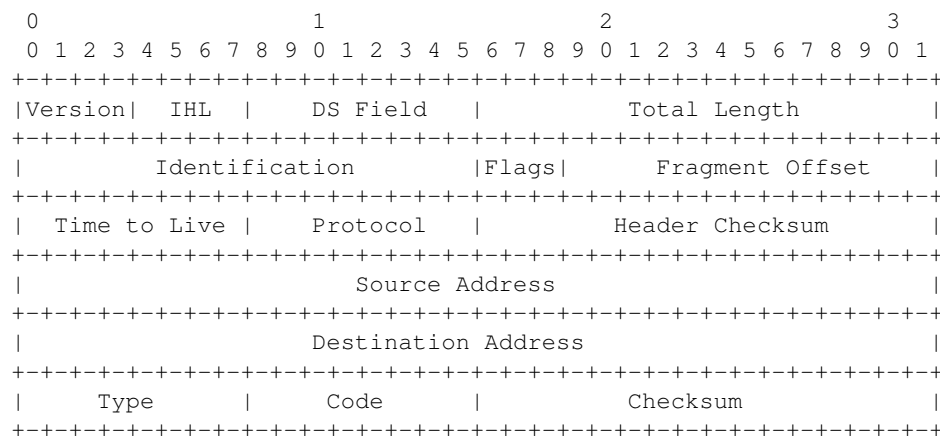 0                   1                   2                   3
0 1 2 3 4 5 6 7 8 9 0 1 2 3 4 5 6 7 8 9 0 1 2 3 4 5 6 7 8 9 0 1
+-+-+-+-+-+-+-+-+-+-+-+-+-+-+-+-+-+-+-+-+-+-+-+-+-+-+-+-+-+-+-+-+
|Version|  IHL  |    DS Field   |          Total Length         |
+-+-+-+-+-+-+-+-+-+-+-+-+-+-+-+-+-+-+-+-+-+-+-+-+-+-+-+-+-+-+-+-+
|         Identification        |Flags|      Fragment Offset    |
+-+-+-+-+-+-+-+-+-+-+-+-+-+-+-+-+-+-+-+-+-+-+-+-+-+-+-+-+-+-+-+-+
|  Time to Live |    Protocol   |         Header Checksum       |
+-+-+-+-+-+-+-+-+-+-+-+-+-+-+-+-+-+-+-+-+-+-+-+-+-+-+-+-+-+-+-+-+
|                       Source Address                          |
+-+-+-+-+-+-+-+-+-+-+-+-+-+-+-+-+-+-+-+-+-+-+-+-+-+-+-+-+-+-+-+-+
|                    Destination Address                        |
+-+-+-+-+-+-+-+-+-+-+-+-+-+-+-+-+-+-+-+-+-+-+-+-+-+-+-+-+-+-+-+-+
|     Type      |     Code      |          Checksum             |
+-+-+-+-+-+-+-+-+-+-+-+-+-+-+-+-+-+-+-+-+-+-+-+-+-+-+-+-+-+-+-+-+